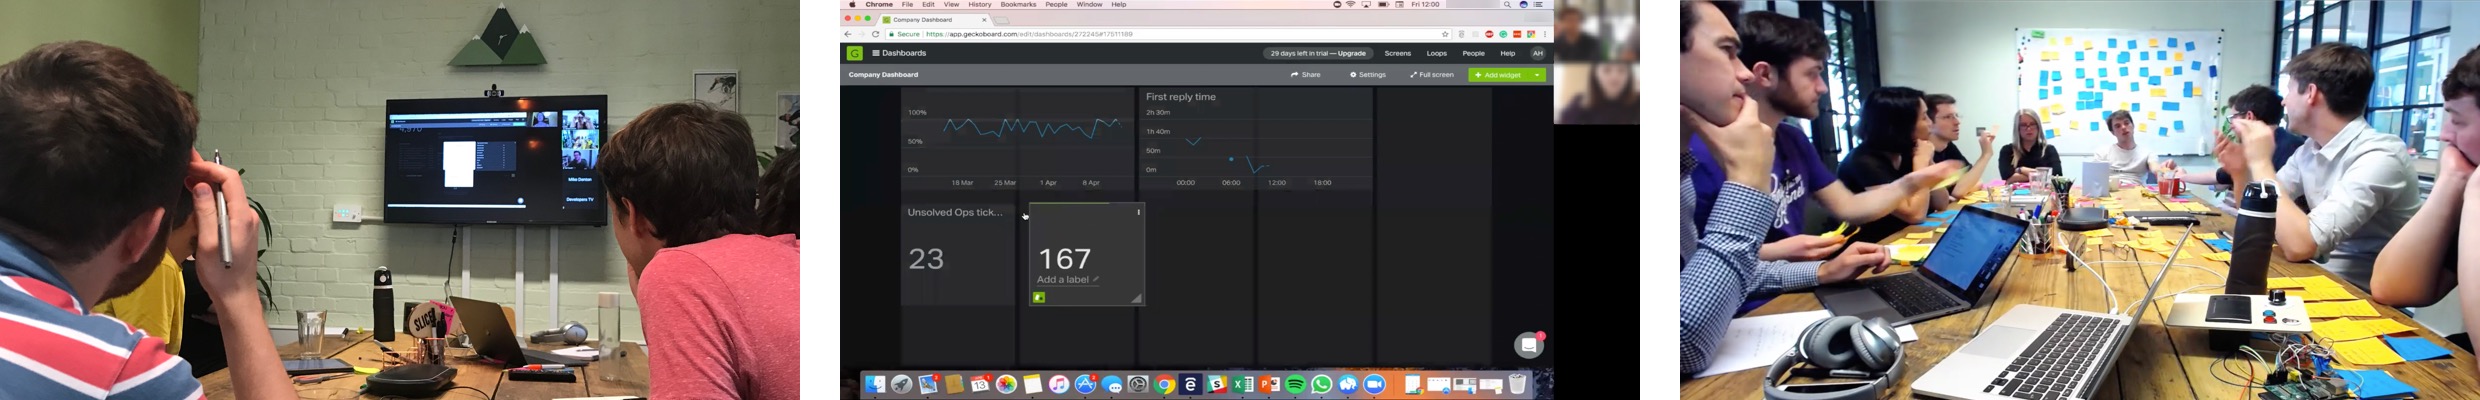 4,970
Mike Denton
Developers TV
SLICE
Chrome File Edit View History Bookmarks People Window Help
Fri 12:00
Company Dashboard
Secure https://app.geckoboard.com/edit/dashboards/272245#17511189
Dashboards
29 days left in trial — Upgrade Screens Loops People Help AH
Company Dashboard
Share Settings Full screen + Add widget
First reply time
100%
50%
0%
18 Mar 25 Mar 1 Apr 8 Apr
2h 30m
1h 40m
50m
0m
00:00 06:00 12:00 18:00
Unsolved Ops tick...
23
167
Add a label
13